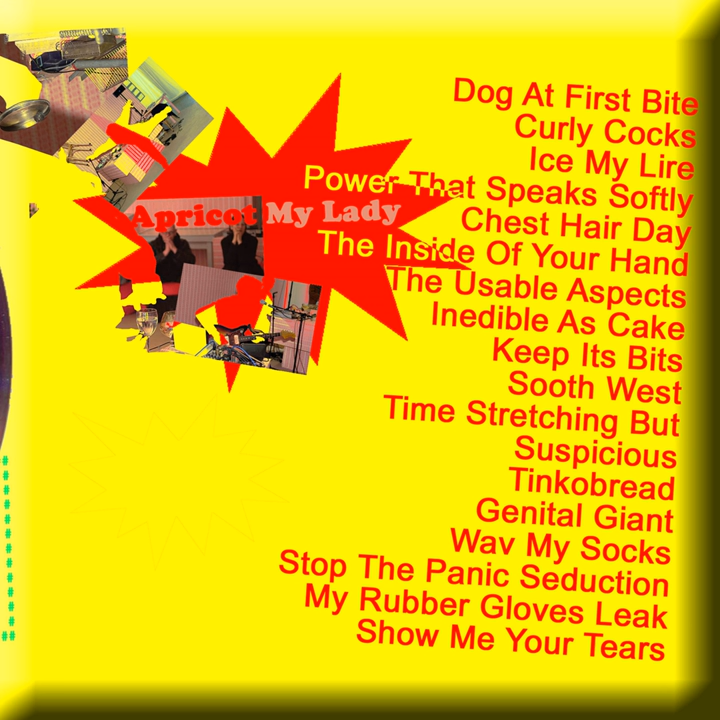 Dog At First Bite
Curly Cocks
Ice My Lire
Power That Speaks Softly
Chest Hair Day
The Inside Of Your Hand
The Usable Aspects
Inedible As Cake
Keep Its Bits
Sooth West
Time Stretching But
Suspicious
Tinkobread
Genital Giant
Wav My Socks
Stop The Panic Seduction
My Rubber Gloves Leak
Show Me Your Tears
Apricot My Lady
#
#
#
#
#
#
#
#
#
#
#
#
##